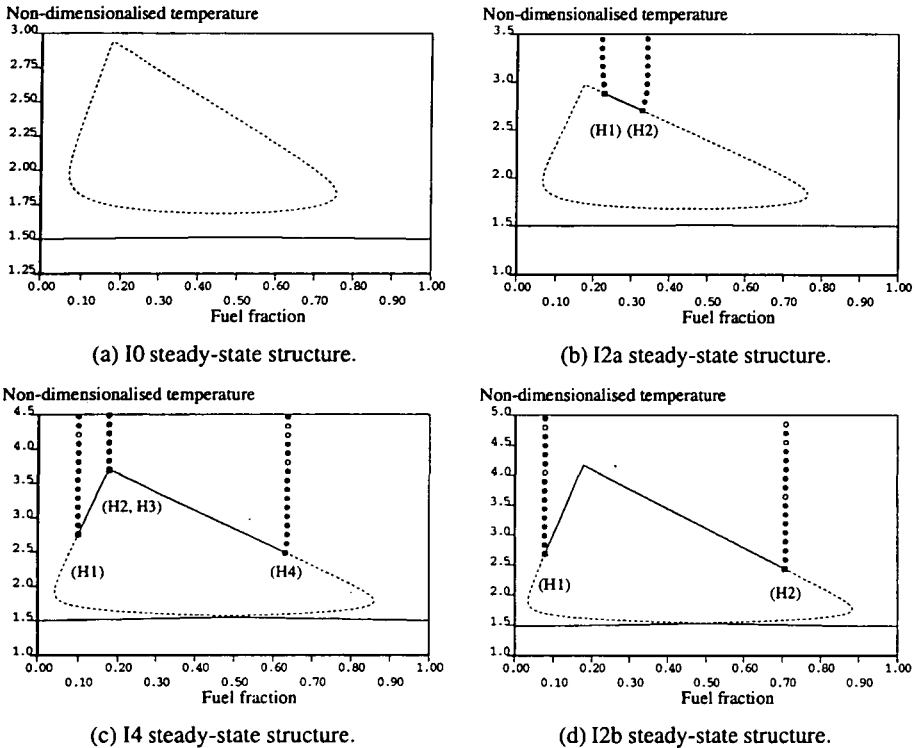 Non-dimensionalised temperature
3.00
2.75
2.50
2.25
2.00
1.75
1.50
1.25
0.00 0.20 0.40 0.60 0.80 1.00
0.10 0.30 0.50 0.70 0.90
Fuel fraction
(a) I0 steady-state structure.
Non-dimensionalised temperature
3.5
3.0
2.5
2.0
1.5
1.0
(H1) (H2)
0.00 0.20 0.40 0.60 0.80 1.00
0.10 0.30 0.50 0.70 0.90
Fuel fraction
(b) I2a steady-state structure.
Non-dimensionalised temperature
4.5
4.0
3.5
3.0
2.5
2.0
1.5
1.0
(H2, H3)
(H1) (H4)
0.00 0.20 0.40 0.60 0.80 1.00
0.10 0.30 0.50 0.70 0.90
Fuel fraction
(c) I4 steady-state structure.
Non-dimensionalised temperature
5.0
4.5
4.0
3.5
3.0
2.5
2.0
1.5
1.0
(H1) (H2)
0.00 0.20 0.40 0.60 0.80 1.00
0.10 0.30 0.50 0.70 0.90
Fuel fraction
(d) I2b steady-state structure.